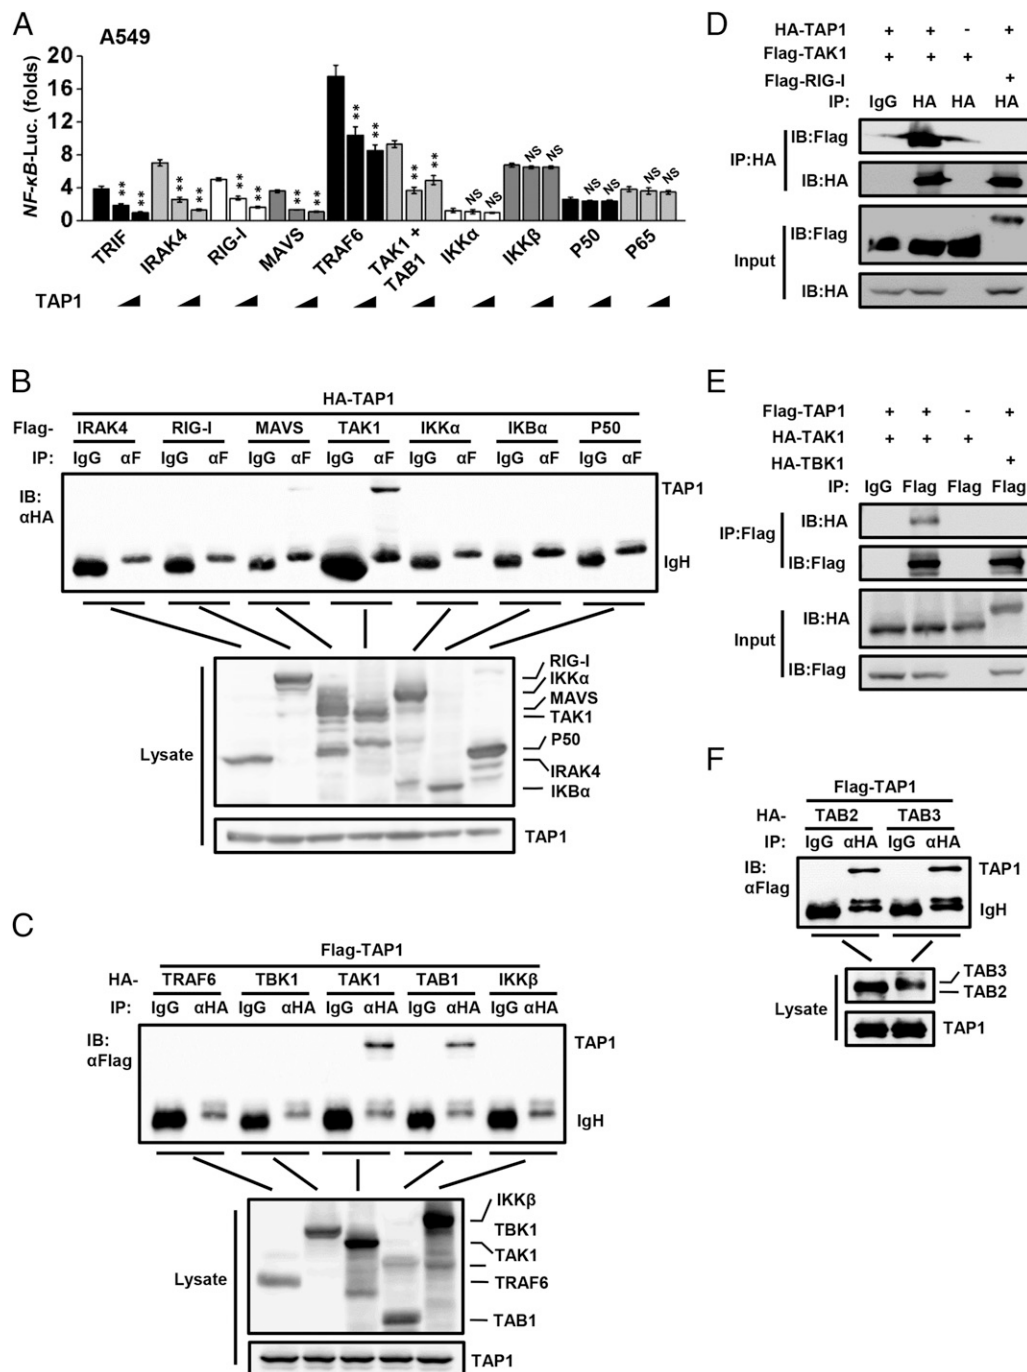 A
A549
NF-κB-Luc. (folds)
20
16
12
8
4
0
** ** ** ** ** ** ** ** ** ** ** ** NS NS NS NS NS NS NS NS
TRIF IRAK4 RIG-I MAVS TRAF6 TAK1 + TAB1 IKKα IKKβ P50 P65
TAP1
B
HA-TAP1
Flag- IRAK4 RIG-I MAVS TAK1 IKKα IKBα P50
IP: IgG αF IgG αF IgG αF IgG αF IgG αF IgG αF IgG αF
IB: αHA
TAP1
IgH
Lysate
RIG-I
IKKα
MAVS
TAK1
P50
IRAK4
IKBα
TAP1
C
Flag-TAP1
HA- TRAF6 TBK1 TAK1 TAB1 IKKβ
IP: IgG αHA IgG αHA IgG αHA IgG αHA IgG αHA
IB: αFlag
TAP1
IgH
Lysate
IKKβ
TBK1
TAK1
TRAF6
TAB1
TAP1
D
HA-TAP1 + + - +
Flag-TAK1 + + +
Flag-RIG-I +
IP: IgG HA HA HA
IP:HA
IB:Flag
IB:HA
Input
IB:Flag
IB:HA
E
Flag-TAP1 + + - +
HA-TAK1 + + +
HA-TBK1 +
IP: IgG Flag Flag Flag
IP:Flag
IB:HA
IB:Flag
Input
IB:HA
IB:Flag
F
Flag-TAP1
HA- TAB2 TAB3
IP: IgG αHA IgG αHA
IB: αFlag
TAP1
IgH
Lysate
TAB3
TAB2
TAP1